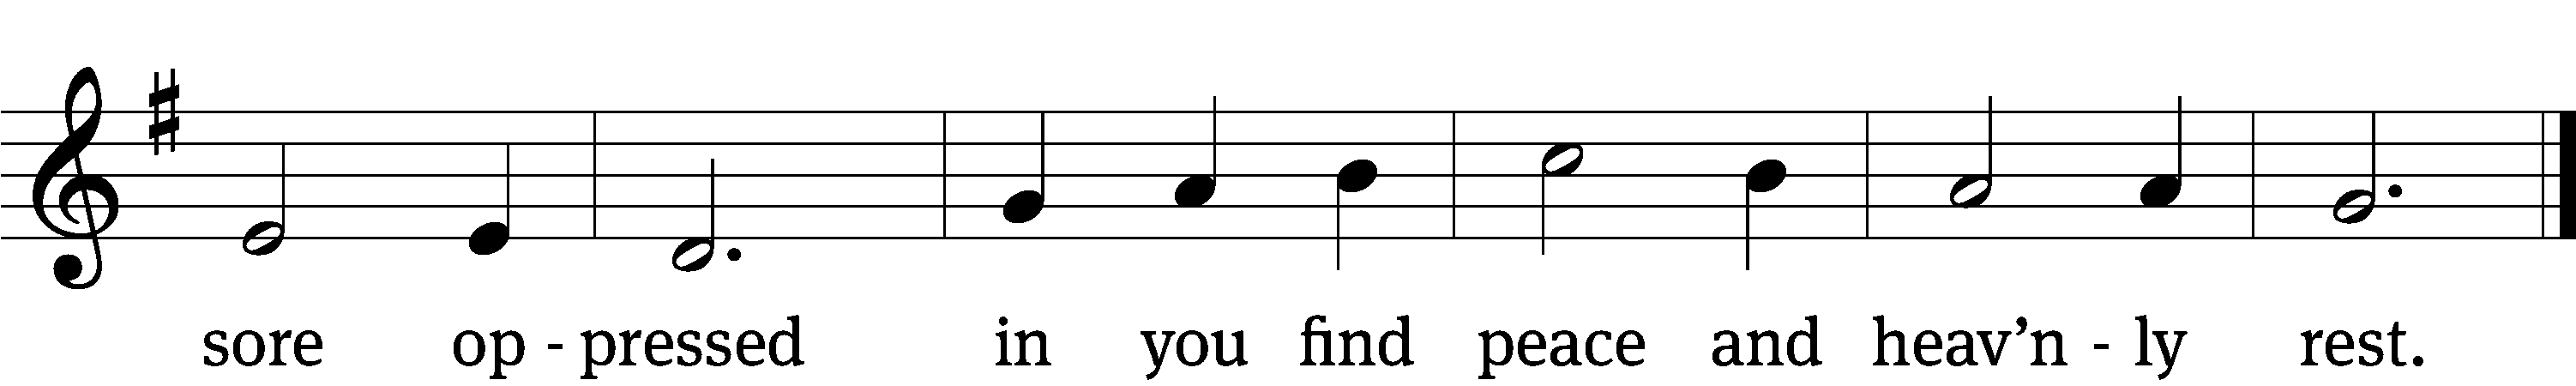 sore op - pressed in you find peace and heav’n - ly rest.